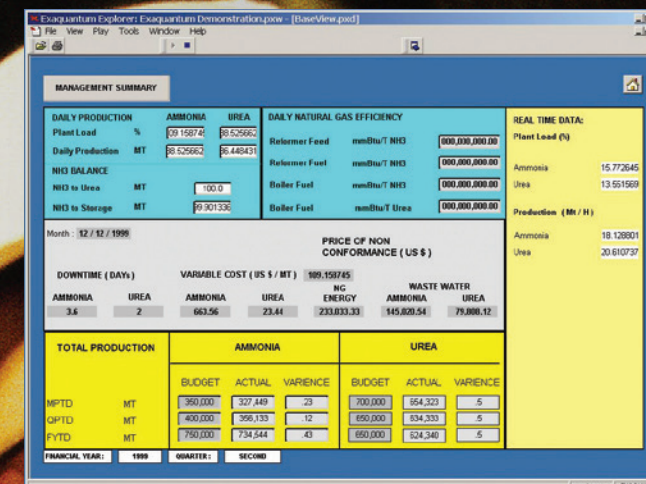 Exaquantum Explorer: Exaquantum Demonstration.pxw - [BaseView.pxd]
File View Play Tools Window Help
MANAGEMENT SUMMARY
DAILY PRODUCTION AMMONIA UREA
Plant Load % 09.158745 38.525662
Daily Production MT 38.525662 36.448431
NH3 BALANCE
NH3 to Urea MT 100.0
NH3 to Storage MT 99.901336
DAILY NATURAL GAS EFFICIENCY
Reformer Feed mmBtu/T NH3 000,000,000.00
Reformer Fuel mmBtu/T NH3 000,000,000.00
Boiler Fuel mmBtu/T NH3 000,000,000.00
Boiler Fuel mmBtu/T Urea 000,000,000.00
REAL TIME DATA:
Plant Load (%)
Ammonia 15.772645
Urea 13.551569
Production ( Mt / H )
Ammonia 18.128801
Urea 20.610737
Month : 12 / 12 / 1999
PRICE OF NON
CONFORMANCE ( US $ )
DOWNTIME ( DAYs ) VARIABLE COST ( US $ / MT ) 109.158745
AMMONIA UREA AMMONIA UREA NG ENERGY WASTE WATER AMMONIA UREA
3.6 2 663.56 23.44 233,033.33 145,020.54 79,808.12
TOTAL PRODUCTION AMMONIA UREA
BUDGET ACTUAL VARIENCE BUDGET ACTUAL VARIENCE
MPTD MT 350,000 327,449 .23 700,000 654,323 .5
QPTD MT 400,000 356,133 .12 650,000 634,333 .5
FYTD MT 750,000 734,544 .43 650,000 624,340 .5
FINANCIAL YEAR: 1999 QUARTER: SECOND